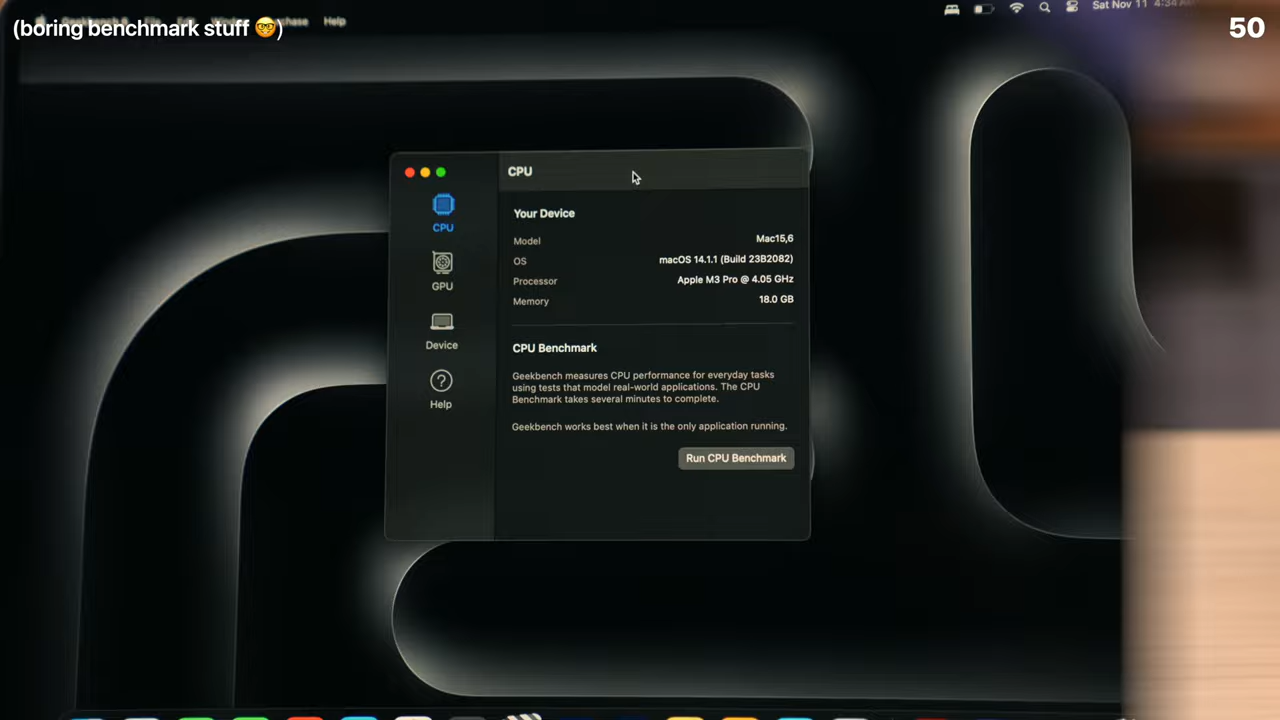 Help
Sat Nov 11 4:34
(boring benchmark stuff 🤓)
50
CPU
CPU
GPU
Device
Help
Your Device
Model Mac15,6
OS macOS 14.1.1 (Build 23B2082)
Processor Apple M3 Pro @ 4.05 GHz
Memory 18.0 GB
CPU Benchmark
Geekbench measures CPU performance for everyday tasks
using tests that model real-world applications. The CPU
Benchmark takes several minutes to complete.
Geekbench works best when it is the only application running.
Run CPU Benchmark